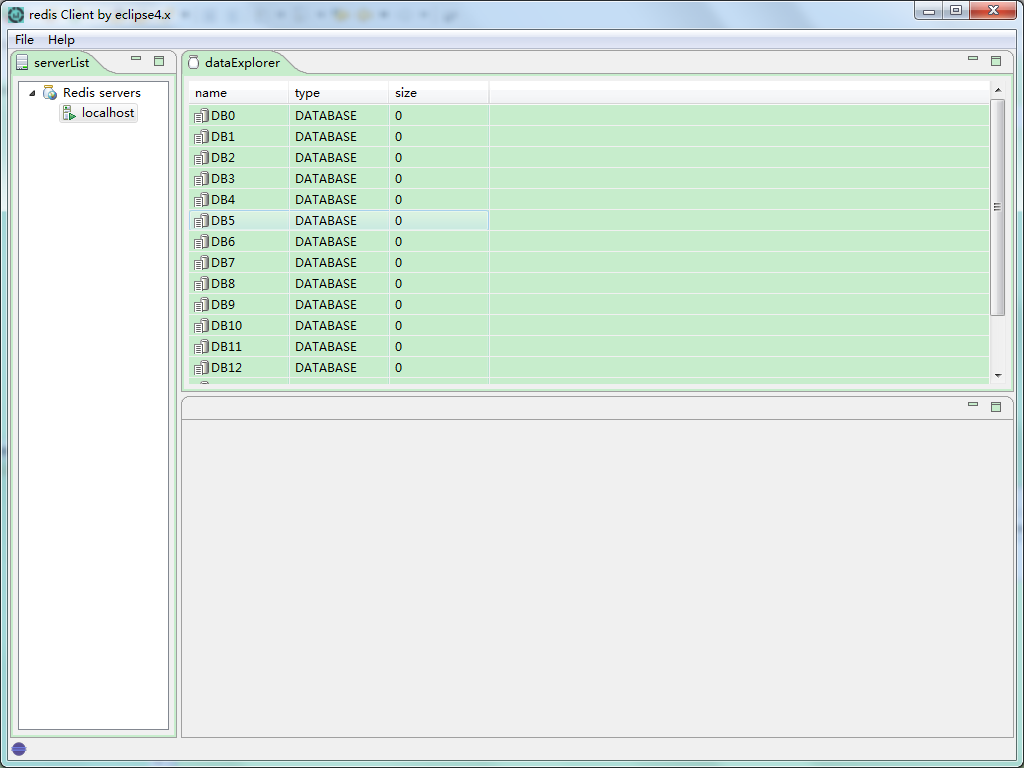 redis Client by eclipse4.x
File Help
serverList
Redis servers
localhost
dataExplorer
name type size
DB0 DATABASE 0
DB1 DATABASE 0
DB2 DATABASE 0
DB3 DATABASE 0
DB4 DATABASE 0
DB5 DATABASE 0
DB6 DATABASE 0
DB7 DATABASE 0
DB8 DATABASE 0
DB9 DATABASE 0
DB10 DATABASE 0
DB11 DATABASE 0
DB12 DATABASE 0